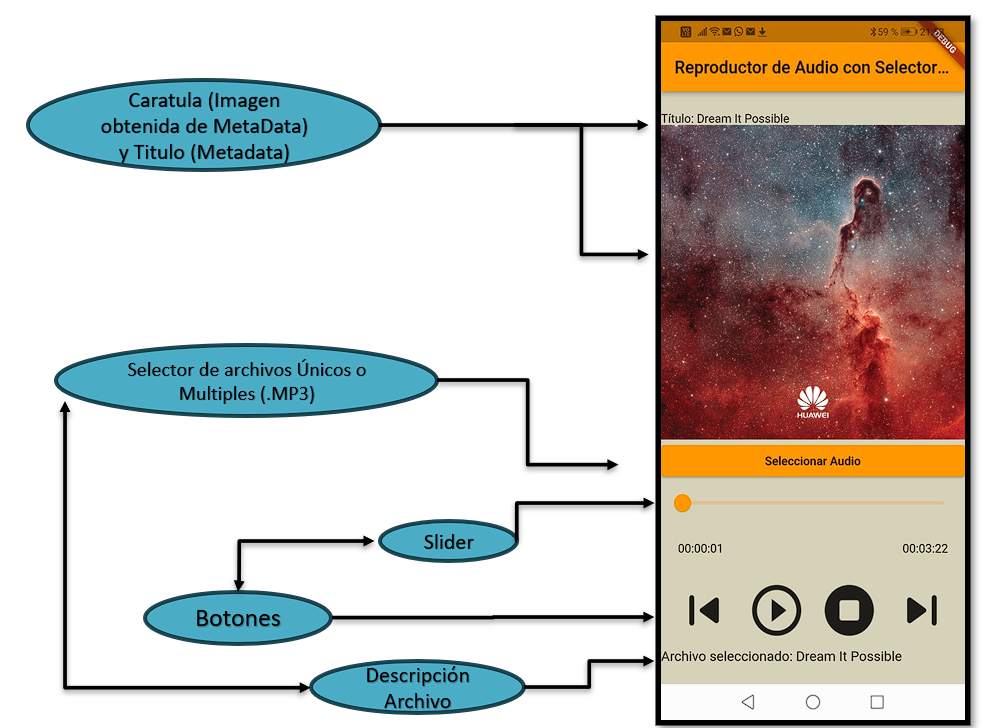 Caratula (Imagen
obtenida de MetaData)
y Titulo (Metadata)
Selector de archivos Únicos o
Multiples (.MP3)
Slider
Botones
Descripción
Archivo
59 %
DEBUG
Reproductor de Audio con Selector...
Título: Dream It Possible
HUAWEI
Seleccionar Audio
00:00:01
00:03:22
Archivo seleccionado: Dream It Possible